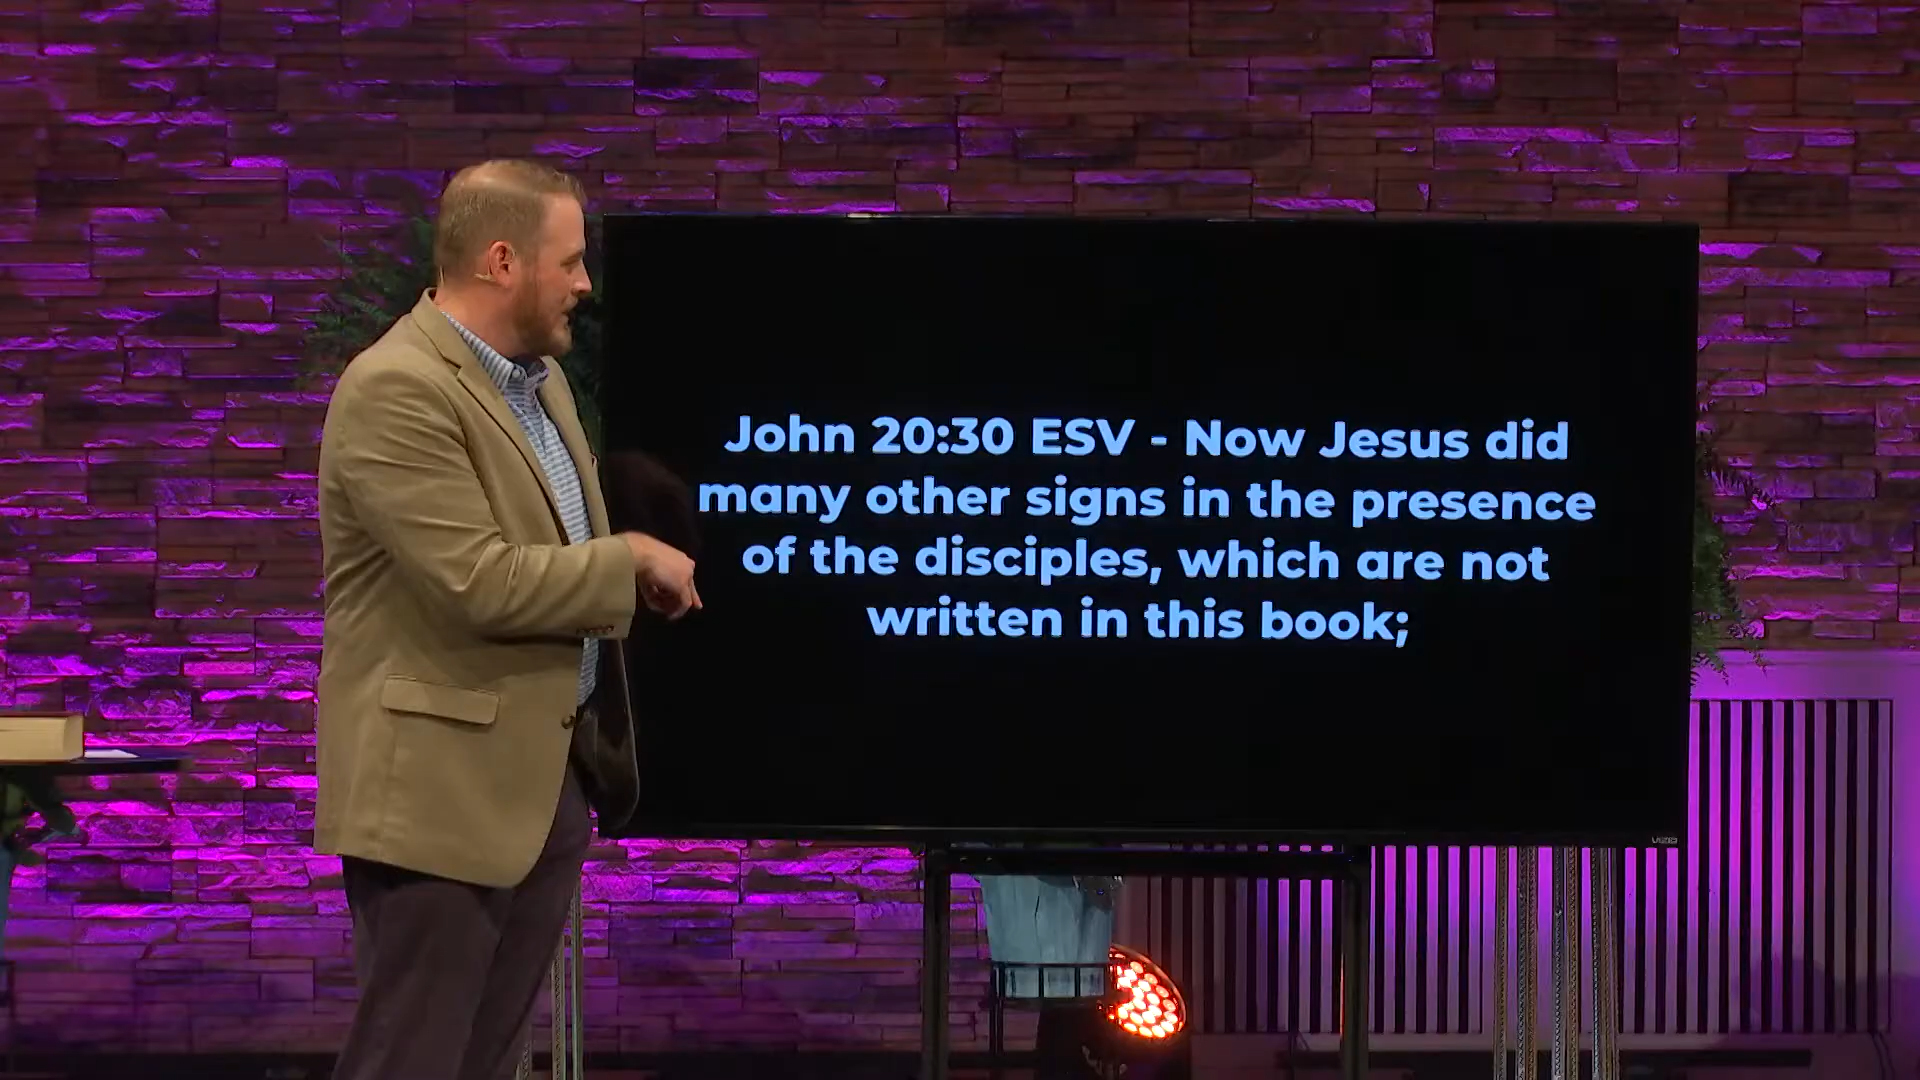 John 20:30 ESV - Now Jesus did
many other signs in the presence
of the disciples, which are not
written in this book;
VIZIO